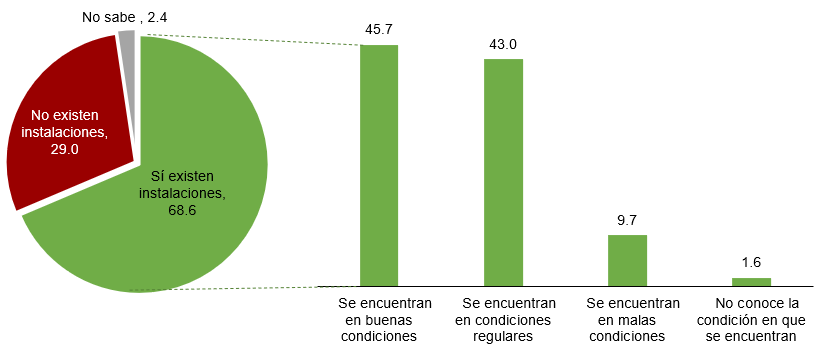 No sabe , 2.4
No existen
instalaciones,
29.0
Sí existen
instalaciones,
68.6
45.7
43.0
9.7
1.6
Se encuentran
en buenas
condiciones
Se encuentran
en condiciones
regulares
Se encuentran
en malas
condiciones
No conoce la
condición en que
se encuentran